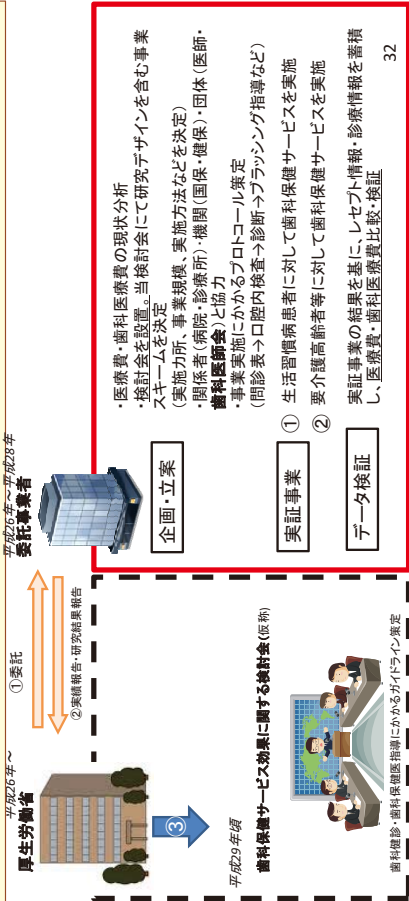 平成26年～
厚生労働省
①委託
②実績報告・研究結果報告
平成26年～平成28年
委託事業者
③
平成29年頃
歯科保健サービス効果に関する検討会(仮称)
歯科健診・歯科保健医指導にかかるガイドライン策定
企画・立案
・医療費・歯科医療費の現状分析
・検討会を設置。当検討会にて研究デザインを含む事業
スキームを決定
(実施カ所、事業規模、実施方法などを決定)
・関係者(病院・診療所)・機関(国保・健保)・団体(医師・
歯科医師会)と協力
・事業実施にかかるプロトコール策定
(問診表→口腔内検査→診断→ブラッシング指導など)
実証事業
① 生活習慣病患者に対して歯科保健サービスを実施
② 要介護高齢者等に対して歯科保健サービスを実施
データ検証
実証事業の結果を基に、レセプト情報・診療情報を蓄積
し、医療費・歯科医療費比較・検証
32